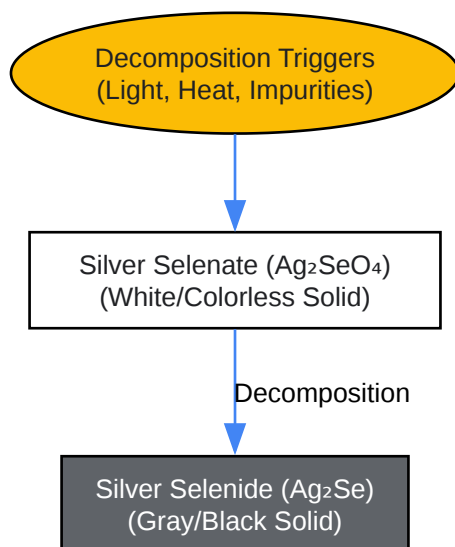 Decomposition Triggers
(Light, Heat, Impurities)
Silver Selenate (Ag₂SeO₄)
(White/Colorless Solid)
Decomposition
Silver Selenide (Ag₂Se)
(Gray/Black Solid)